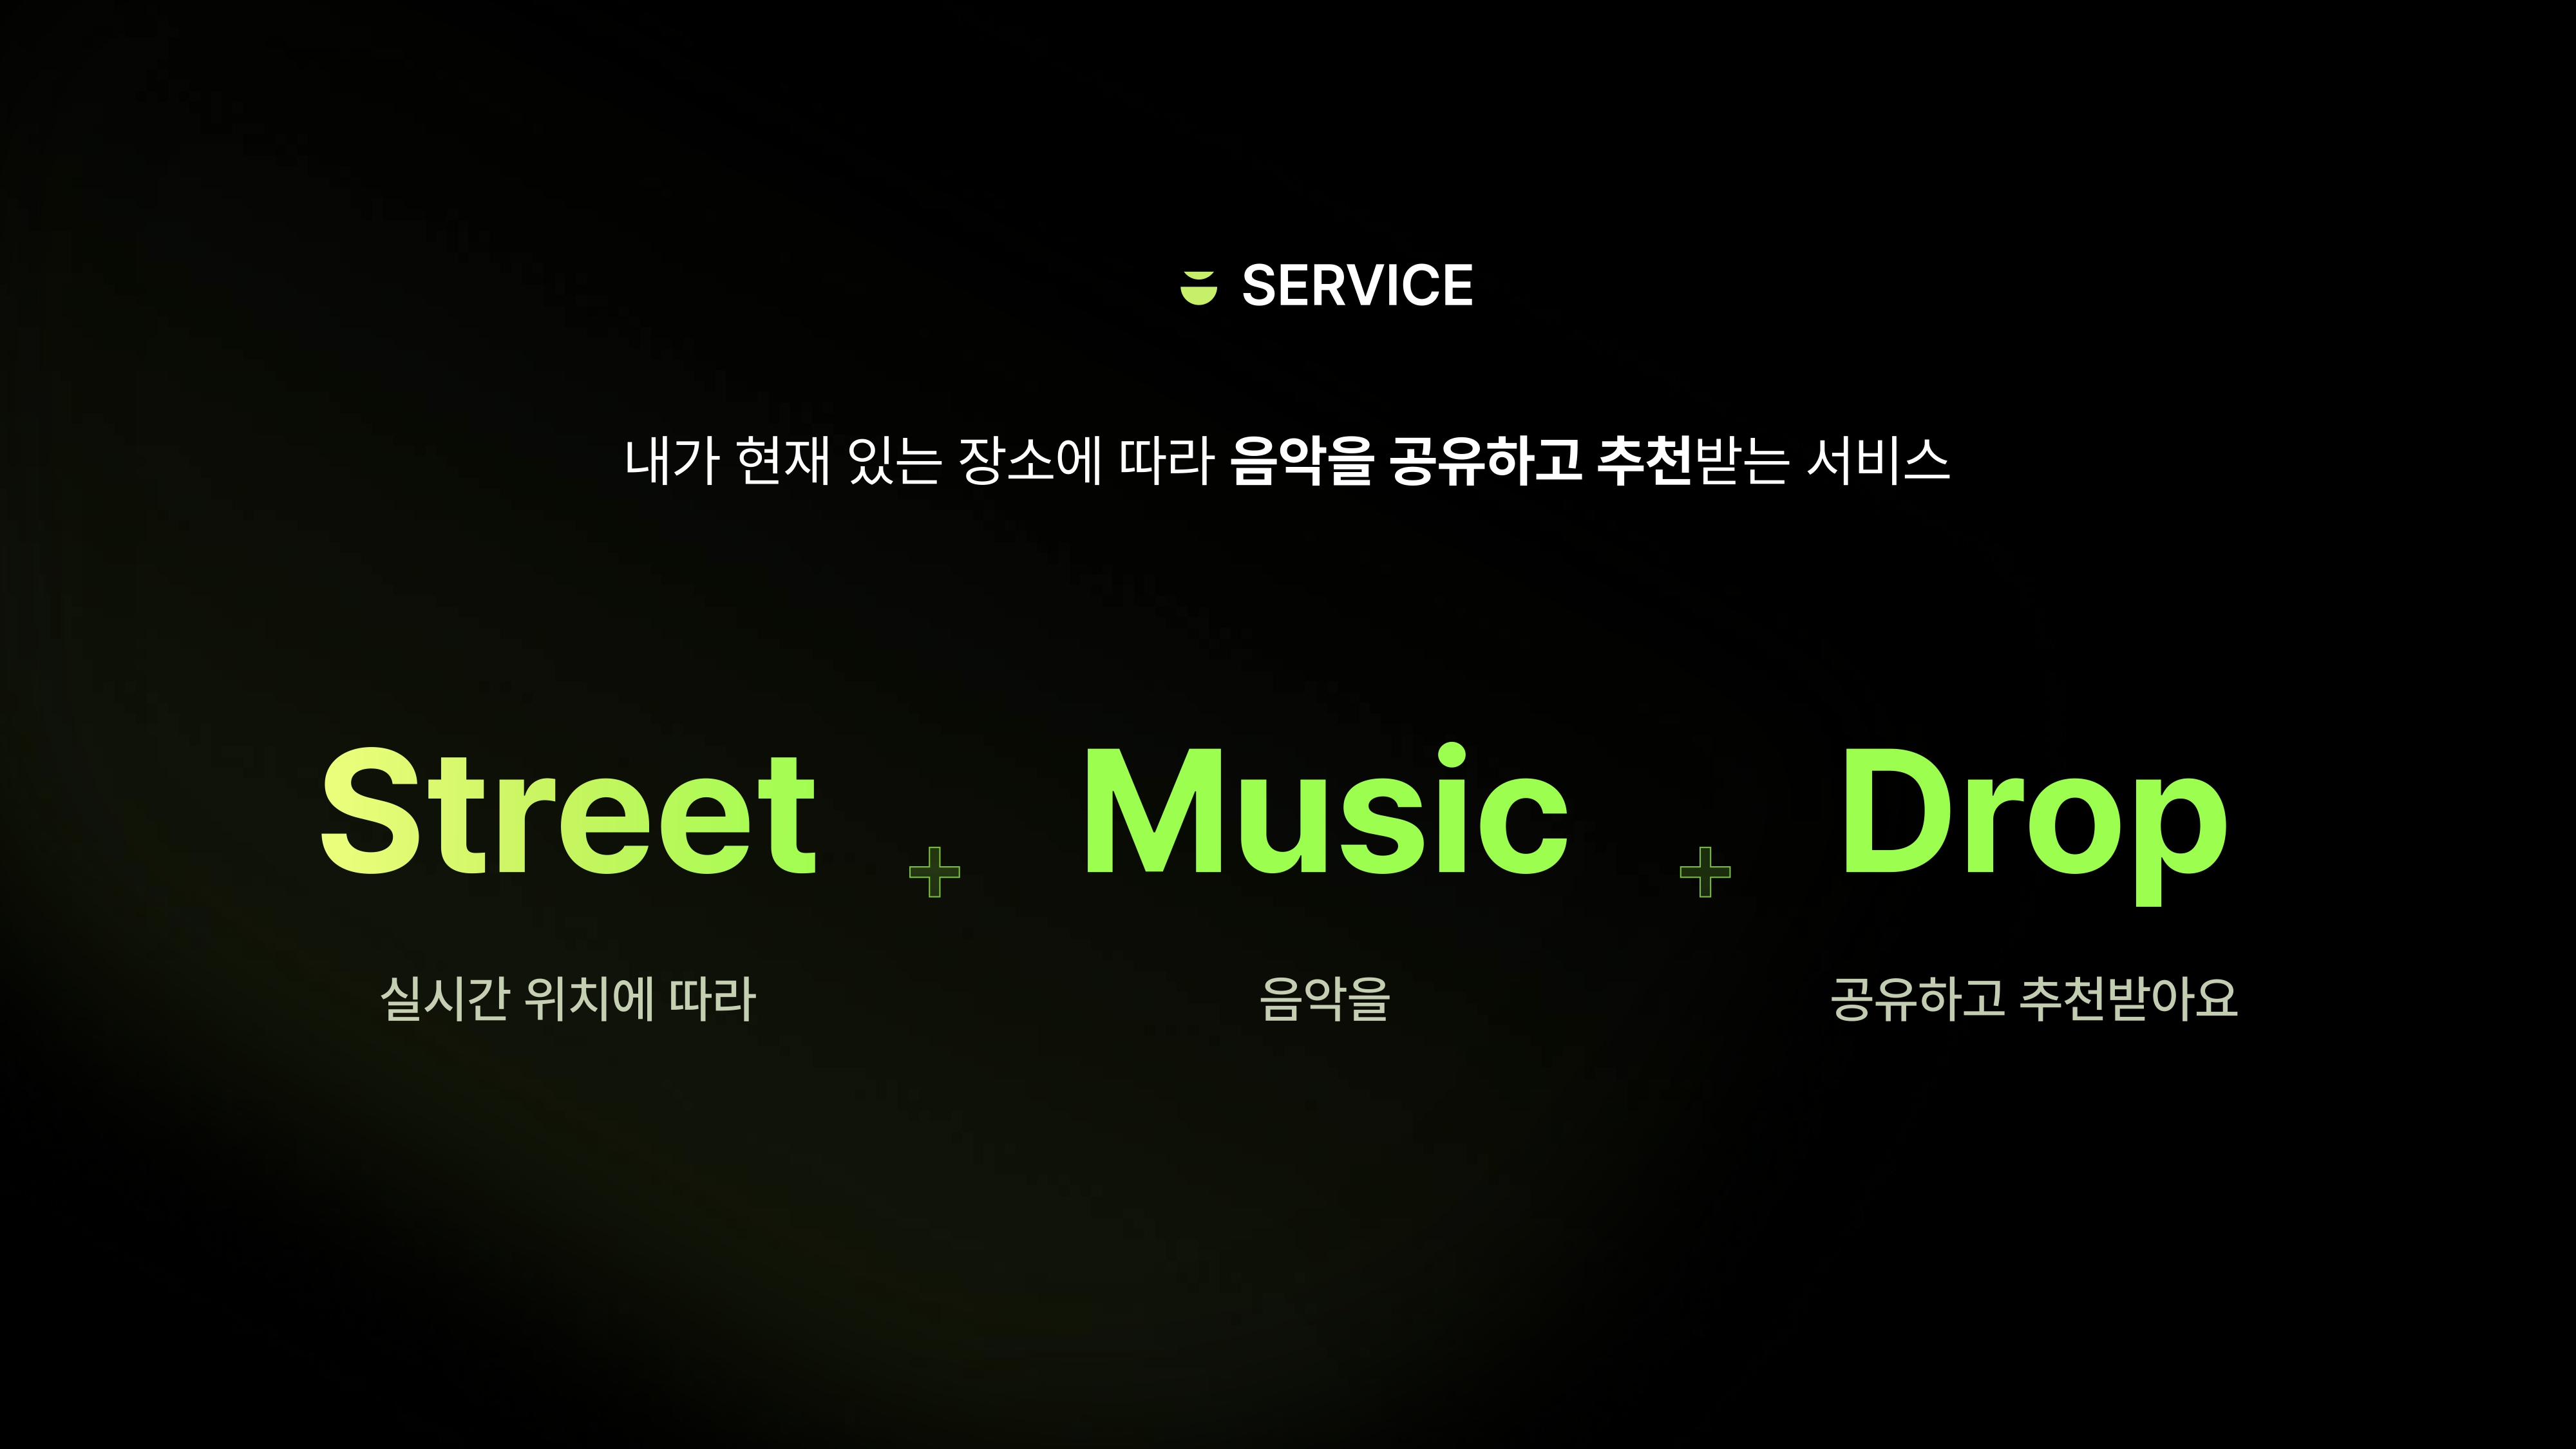 SERVICE
내가 현재 있는 장소에 따라 음악을 공유하고 추천받는 서비스
Street + Music + Drop
실시간 위치에 따라 음악을 공유하고 추천받아요